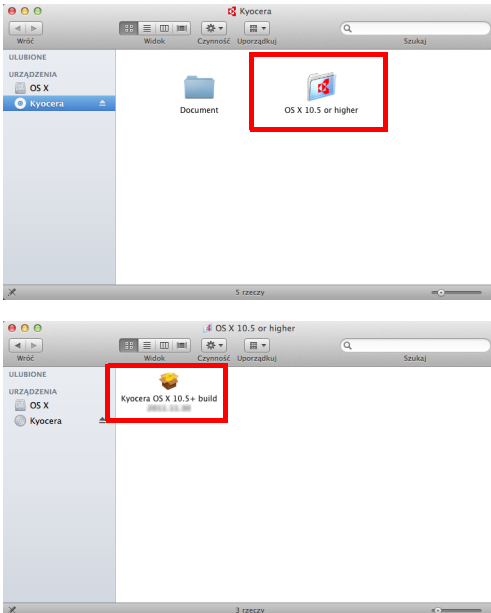 Kyocera
Wróć
Widok
Czynność
Uporządkuj
Szukaj
ULUBIONE
URZĄDZENIA
OS X
Kyocera
Document
OS X 10.5 or higher
5 rzeczy
OS X 10.5 or higher
Wróć
Widok
Czynność
Uporządkuj
Szukaj
ULUBIONE
URZĄDZENIA
OS X
Kyocera
Kyocera OS X 10.5+ build
3 rzeczy